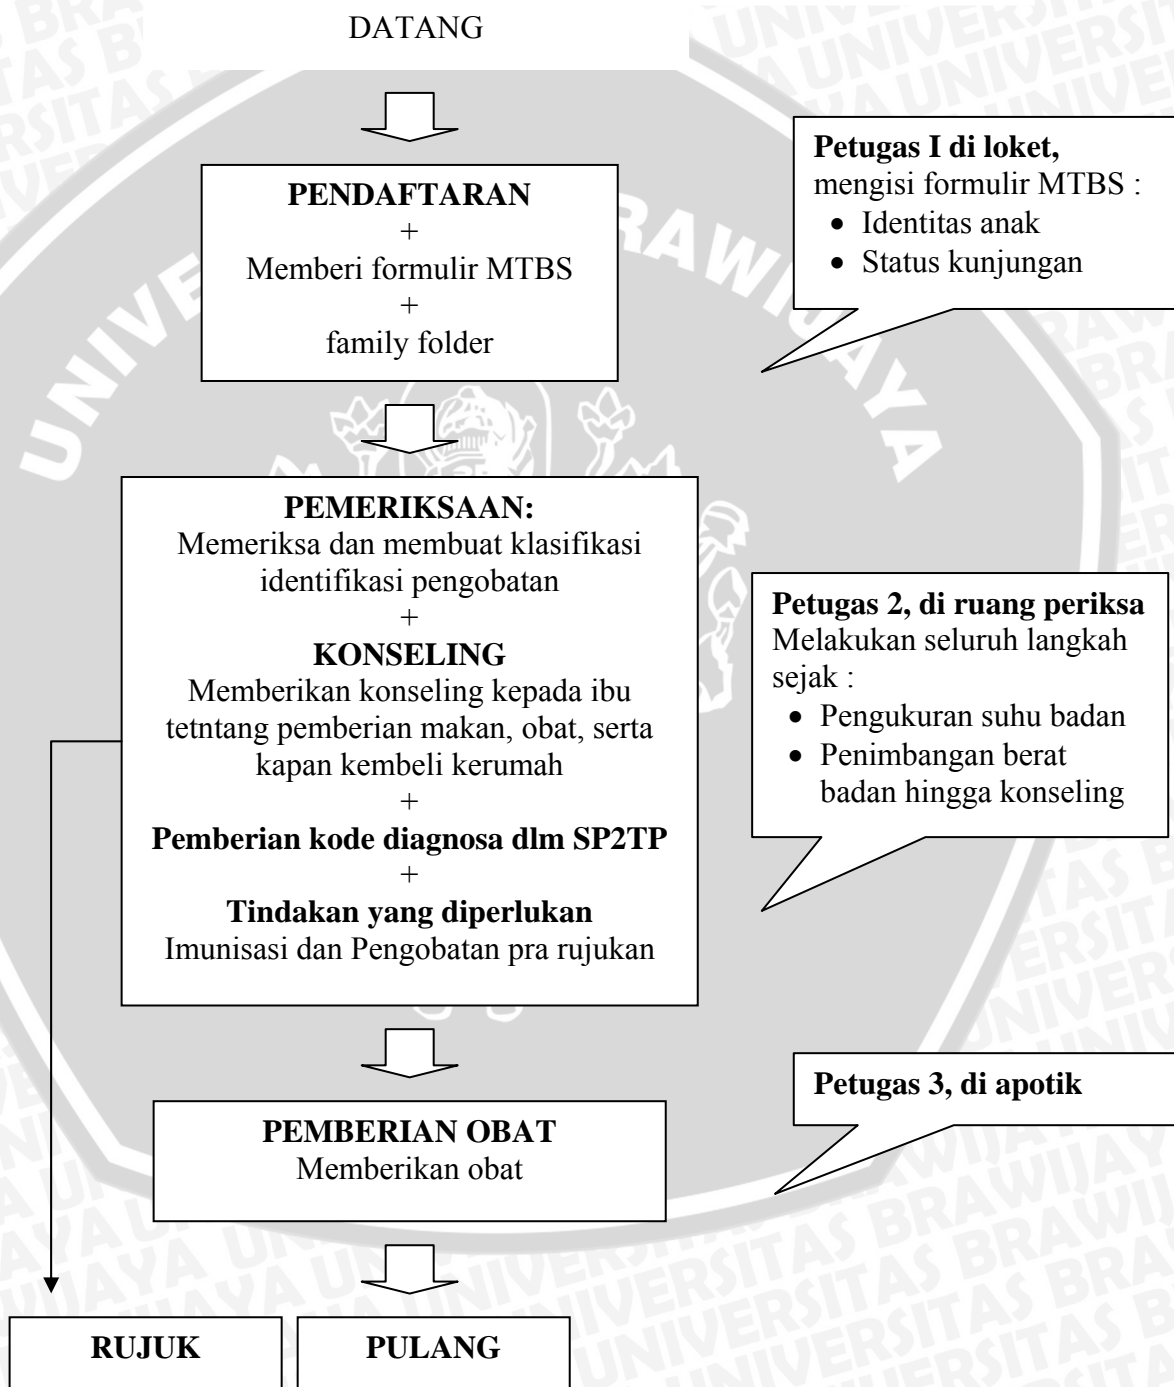 DATANG
PENDAFTARAN
+
Memberi formulir MTBS
+
family folder
Petugas I di loket,
mengisi formulir MTBS :
• Identitas anak
• Status kunjungan
PEMERIKSAAN:
Memeriksa dan membuat klasifikasi
identifikasi pengobatan
+
KONSELING
Memberikan konseling kepada ibu
tetntang pemberian makan, obat, serta
kapan kembeli kerumah
+
Pemberian kode diagnosa dlm SP2TP
+
Tindakan yang diperlukan
Imunisasi dan Pengobatan pra rujukan
Petugas 2, di ruang periksa
Melakukan seluruh langkah
sejak :
• Pengukuran suhu badan
• Penimbangan berat
badan hingga konseling
PEMBERIAN OBAT
Memberikan obat
Petugas 3, di apotik
RUJUK
PULANG